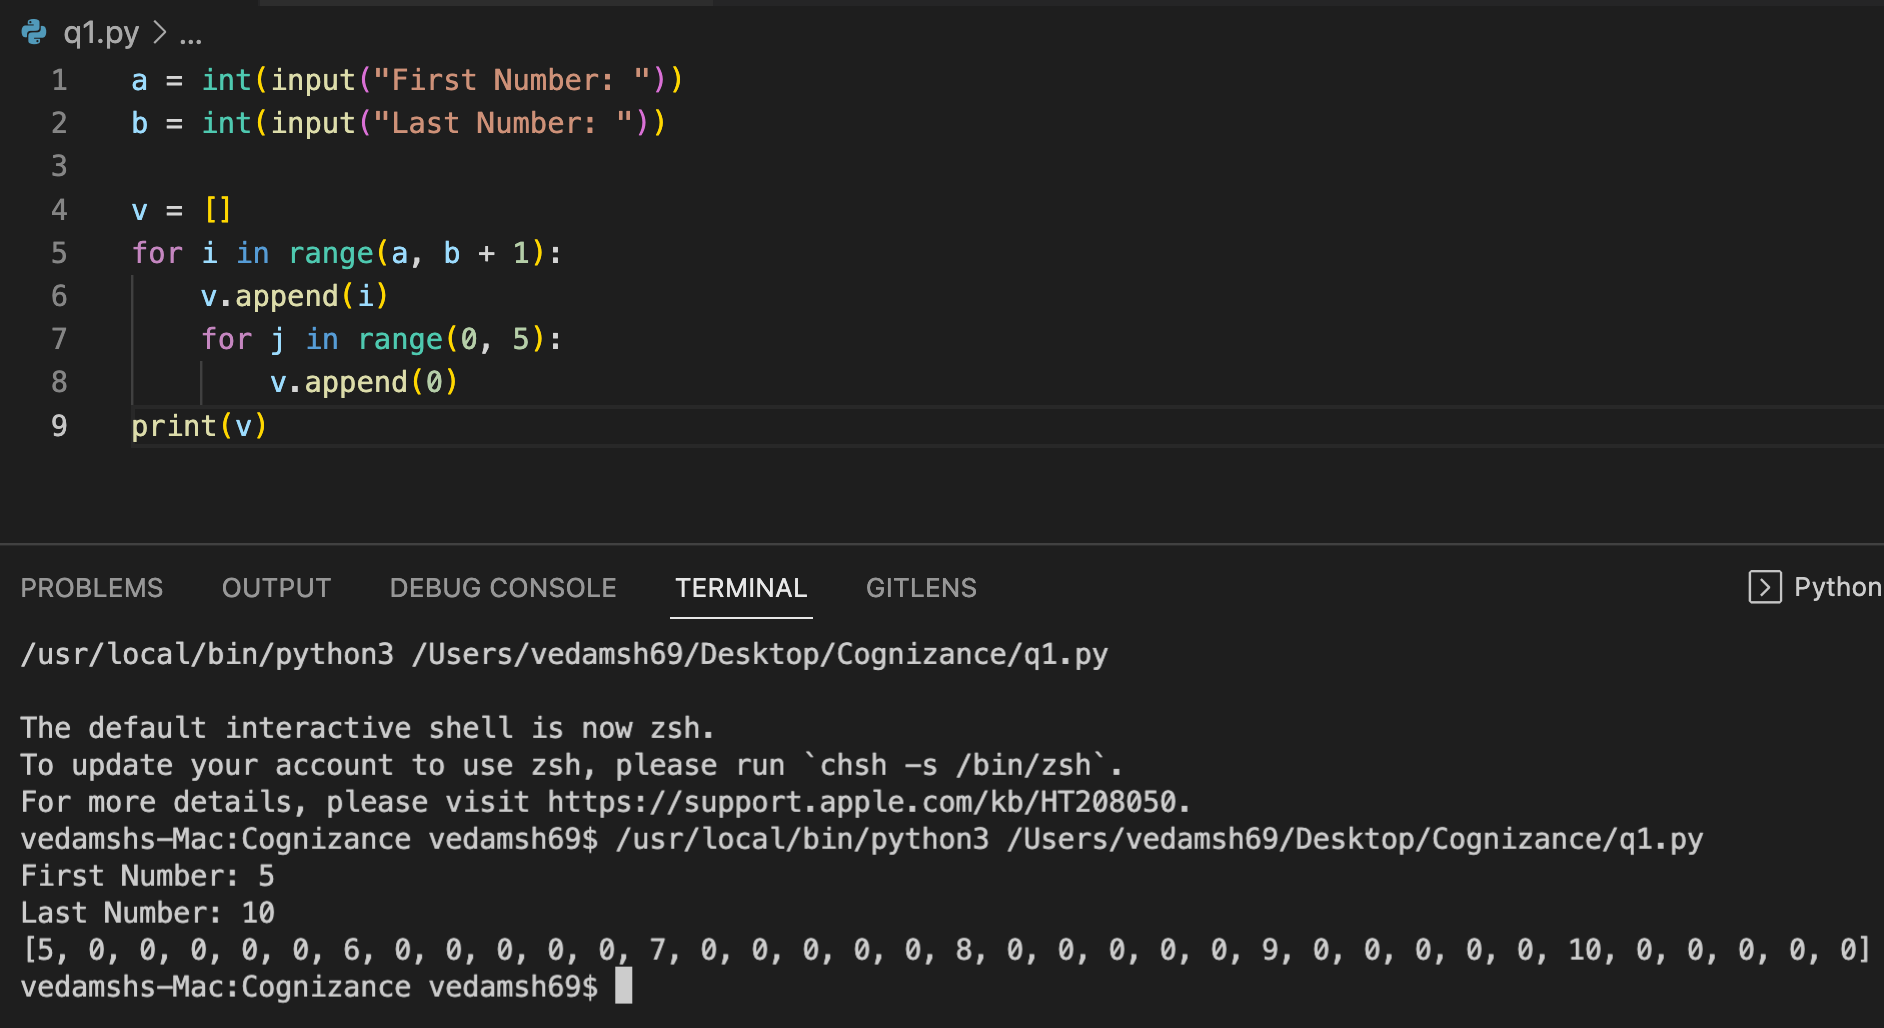 q1.py > ...
1 a = int(input("First Number: "))
2 b = int(input("Last Number: "))
3
4 v = []
5 for i in range(a, b + 1):
6     v.append(i)
7     for j in range(0, 5):
8         v.append(0)
9 print(v)
PROBLEMS OUTPUT DEBUG CONSOLE TERMINAL GITLENS Python
/usr/local/bin/python3 /Users/vedamsh69/Desktop/Cognizance/q1.py
The default interactive shell is now zsh.
To update your account to use zsh, please run `chsh -s /bin/zsh`.
For more details, please visit https://support.apple.com/kb/HT208050.
vedamshs-Mac:Cognizance vedamsh69$ /usr/local/bin/python3 /Users/vedamsh69/Desktop/Cognizance/q1.py
First Number: 5
Last Number: 10
[5, 0, 0, 0, 0, 0, 6, 0, 0, 0, 0, 0, 7, 0, 0, 0, 0, 0, 8, 0, 0, 0, 0, 0, 9, 0, 0, 0, 0, 0, 10, 0, 0, 0, 0, 0]
vedamshs-Mac:Cognizance vedamsh69$